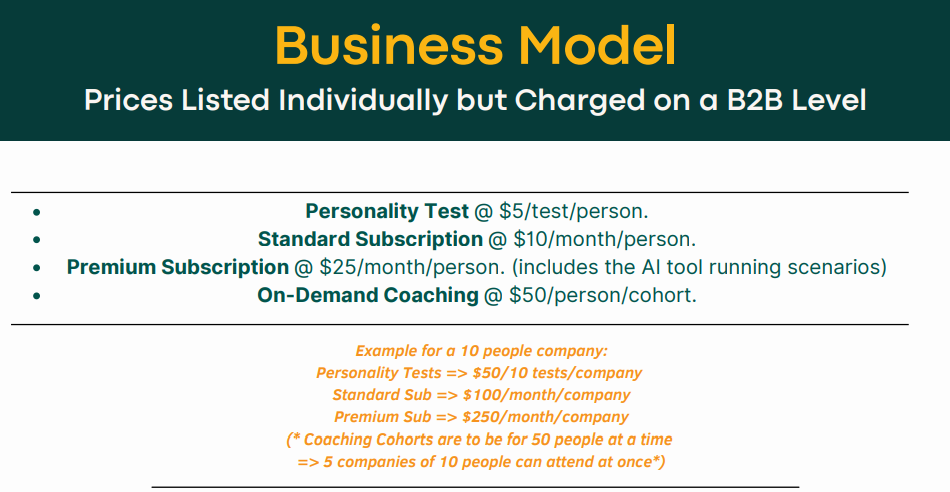 Business Model
Prices Listed Individually but Charged on a B2B Level
• Personality Test @ $5/test/person.
• Standard Subscription @ $10/month/person.
• Premium Subscription @ $25/month/person. (includes the AI tool running scenarios)
• On-Demand Coaching @ $50/person/cohort.
Example for a 10 people company:
Personality Tests => $50/10 tests/company
Standard Sub => $100/month/company
Premium Sub => $250/month/company
(* Coaching Cohorts are to be for 50 people at a time
=> 5 companies of 10 people can attend at once*)